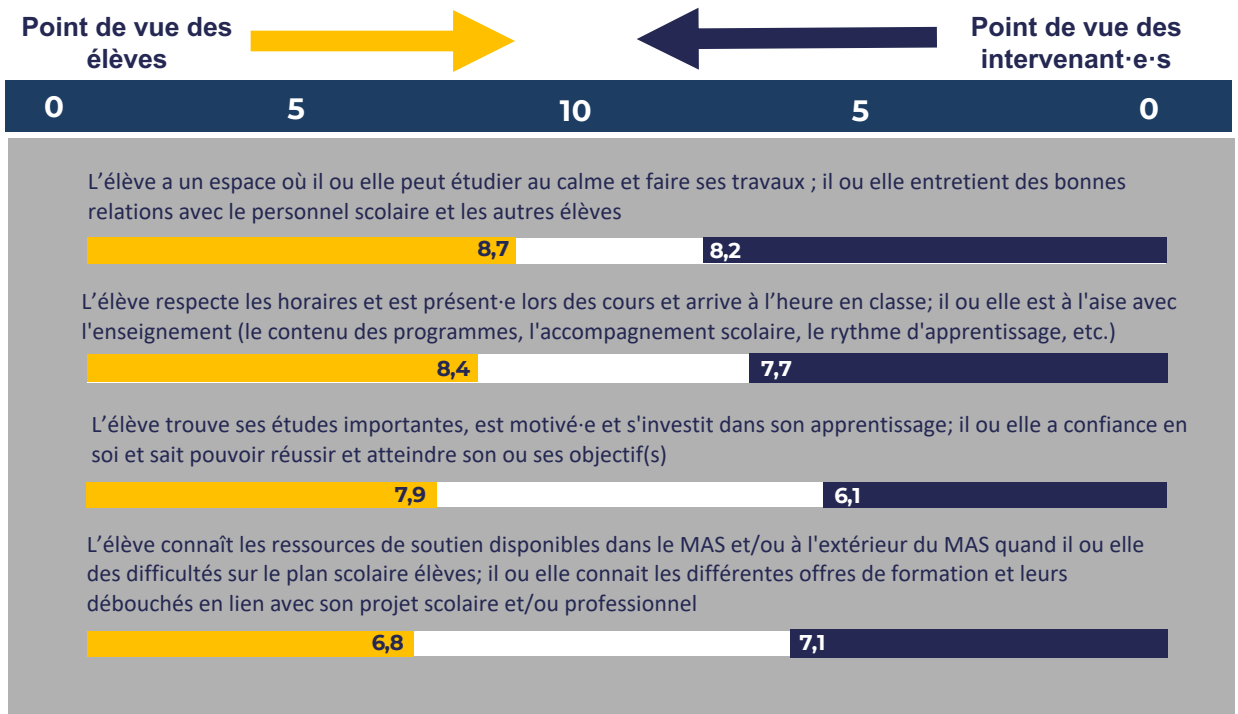 Point de vue des
élèves
Point de vue des
intervenant·e·s
0 5 10 5 0
L'élève a un espace où il ou elle peut étudier au calme et faire ses travaux ; il ou elle entretient des bonnes
relations avec le personnel scolaire et les autres élèves
8,7 8,2
L'élève respecte les horaires et est présent·e lors des cours et arrive à l'heure en classe; il ou elle est à l'aise avec
l'enseignement (le contenu des programmes, l'accompagnement scolaire, le rythme d'apprentissage, etc.)
8,4 7,7
L'élève trouve ses études importantes, est motivé·e et s'investit dans son apprentissage; il ou elle a confiance en
soi et sait pouvoir réussir et atteindre son ou ses objectif(s)
7,9 6,1
L'élève connaît les ressources de soutien disponibles dans le MAS et/ou à l'extérieur du MAS quand il ou elle
des difficultés sur le plan scolaire élèves; il ou elle connait les différentes offres de formation et leurs
débouchés en lien avec son projet scolaire et/ou professionnel
6,8 7,1